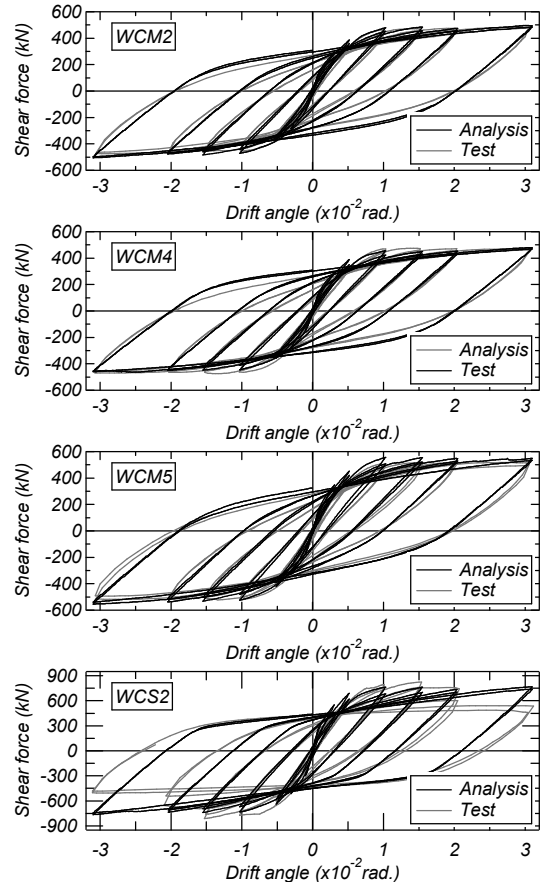 WCM2
Shear force (kN)
600
400
200
0
-200
-400
-600
Analysis
Test
-3 -2 -1 0 1 2 3
Drift angle (x10-2rad.)
WCM4
Shear force (kN)
600
400
200
0
-200
-400
-600
Analysis
Test
-3 -2 -1 0 1 2 3
Drift angle (x10-2rad.)
WCM5
Shear force (kN)
600
400
200
0
-200
-400
-600
Analysis
Test
-3 -2 -1 0 1 2 3
Drift angle (x10-2rad.)
WCS2
Shear force (kN)
900
600
300
0
-300
-600
-900
Analysis
Test
-3 -2 -1 0 1 2 3
Drift angle (x10-2rad.)